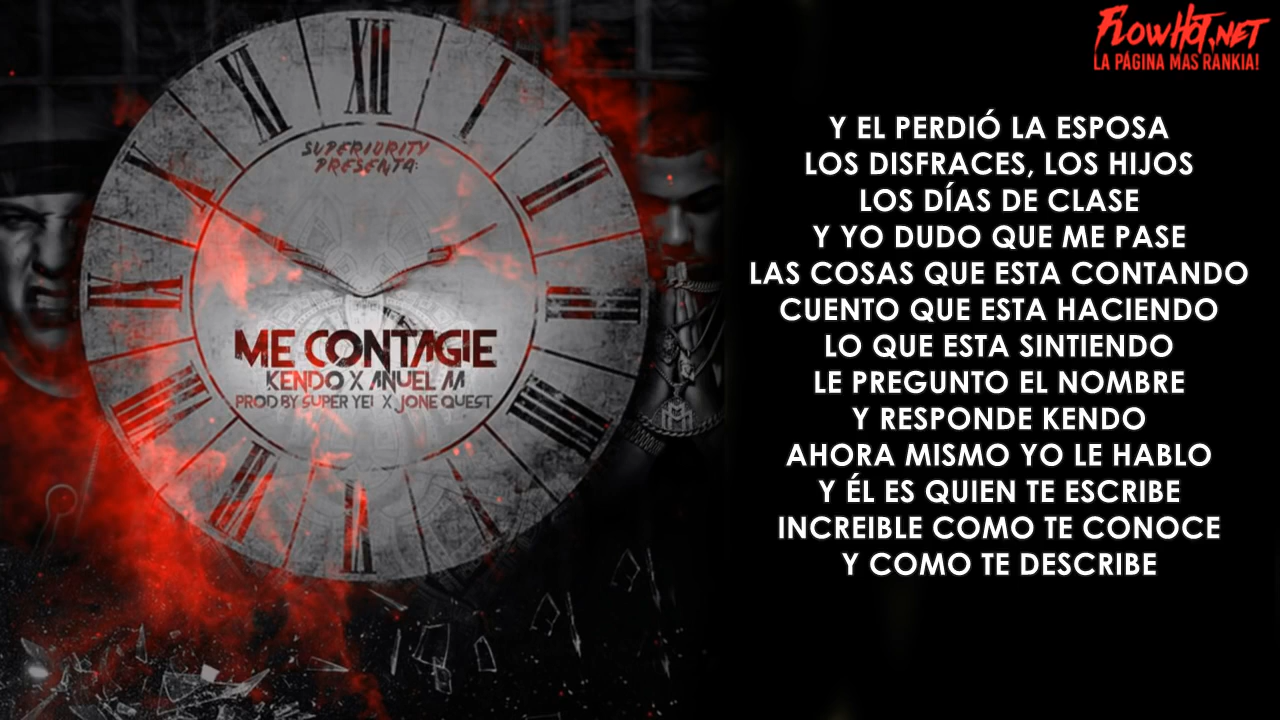 XI XII I
SUPERIURITY
PRESENTA:
ME CONTAGIE
KENDO X ANUEL AA
PROD BY SUPER YEI X JONE QUEST
FLOWHOT.NET
LA PÁGINA MAS RANKIA!
Y EL PERDIÓ LA ESPOSA
LOS DISFRACES, LOS HIJOS
LOS DÍAS DE CLASE
Y YO DUDO QUE ME PASE
LAS COSAS QUE ESTA CONTANDO
CUENTO QUE ESTA HACIENDO
LO QUE ESTA SINTIENDO
LE PREGUNTO EL NOMBRE
Y RESPONDE KENDO
AHORA MISMO YO LE HABLO
Y ÉL ES QUIEN TE ESCRIBE
INCREIBLE COMO TE CONOCE
Y COMO TE DESCRIBE